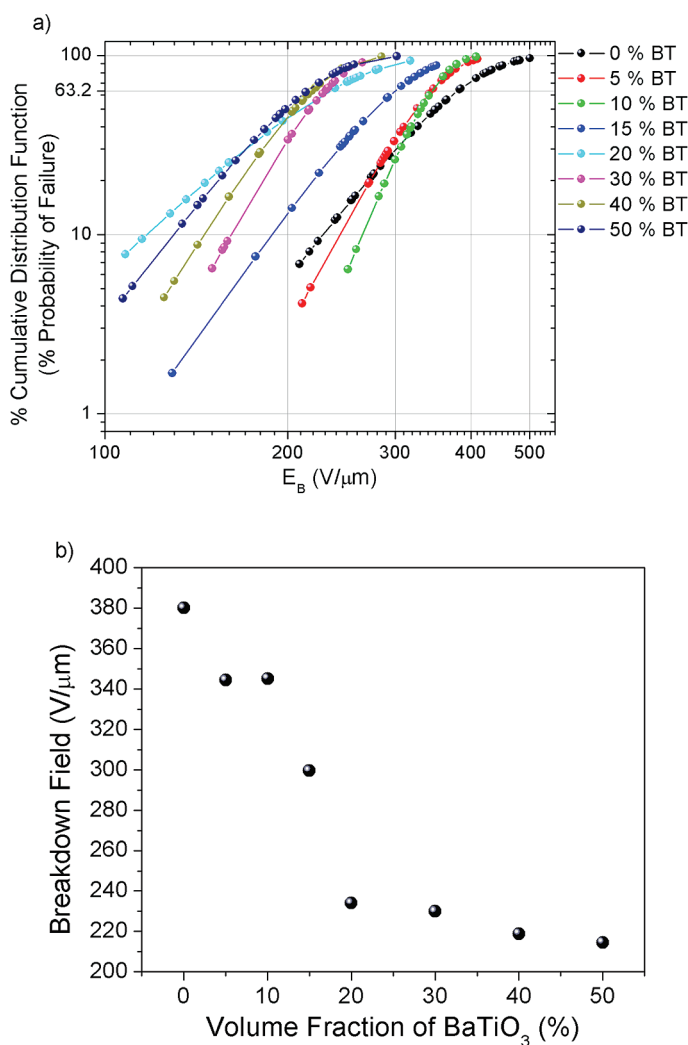 a)
% Cumulative Distribution Function
(% Probability of Failure)
100
63.2
10
1
100
200
300
400
500
E_B (V/μm)
0 % BT
5 % BT
10 % BT
15 % BT
20 % BT
30 % BT
40 % BT
50 % BT
b)
Breakdown Field (V/μm)
400
380
360
340
320
300
280
260
240
220
200
0
10
20
30
40
50
Volume Fraction of BaTiO₃ (%)